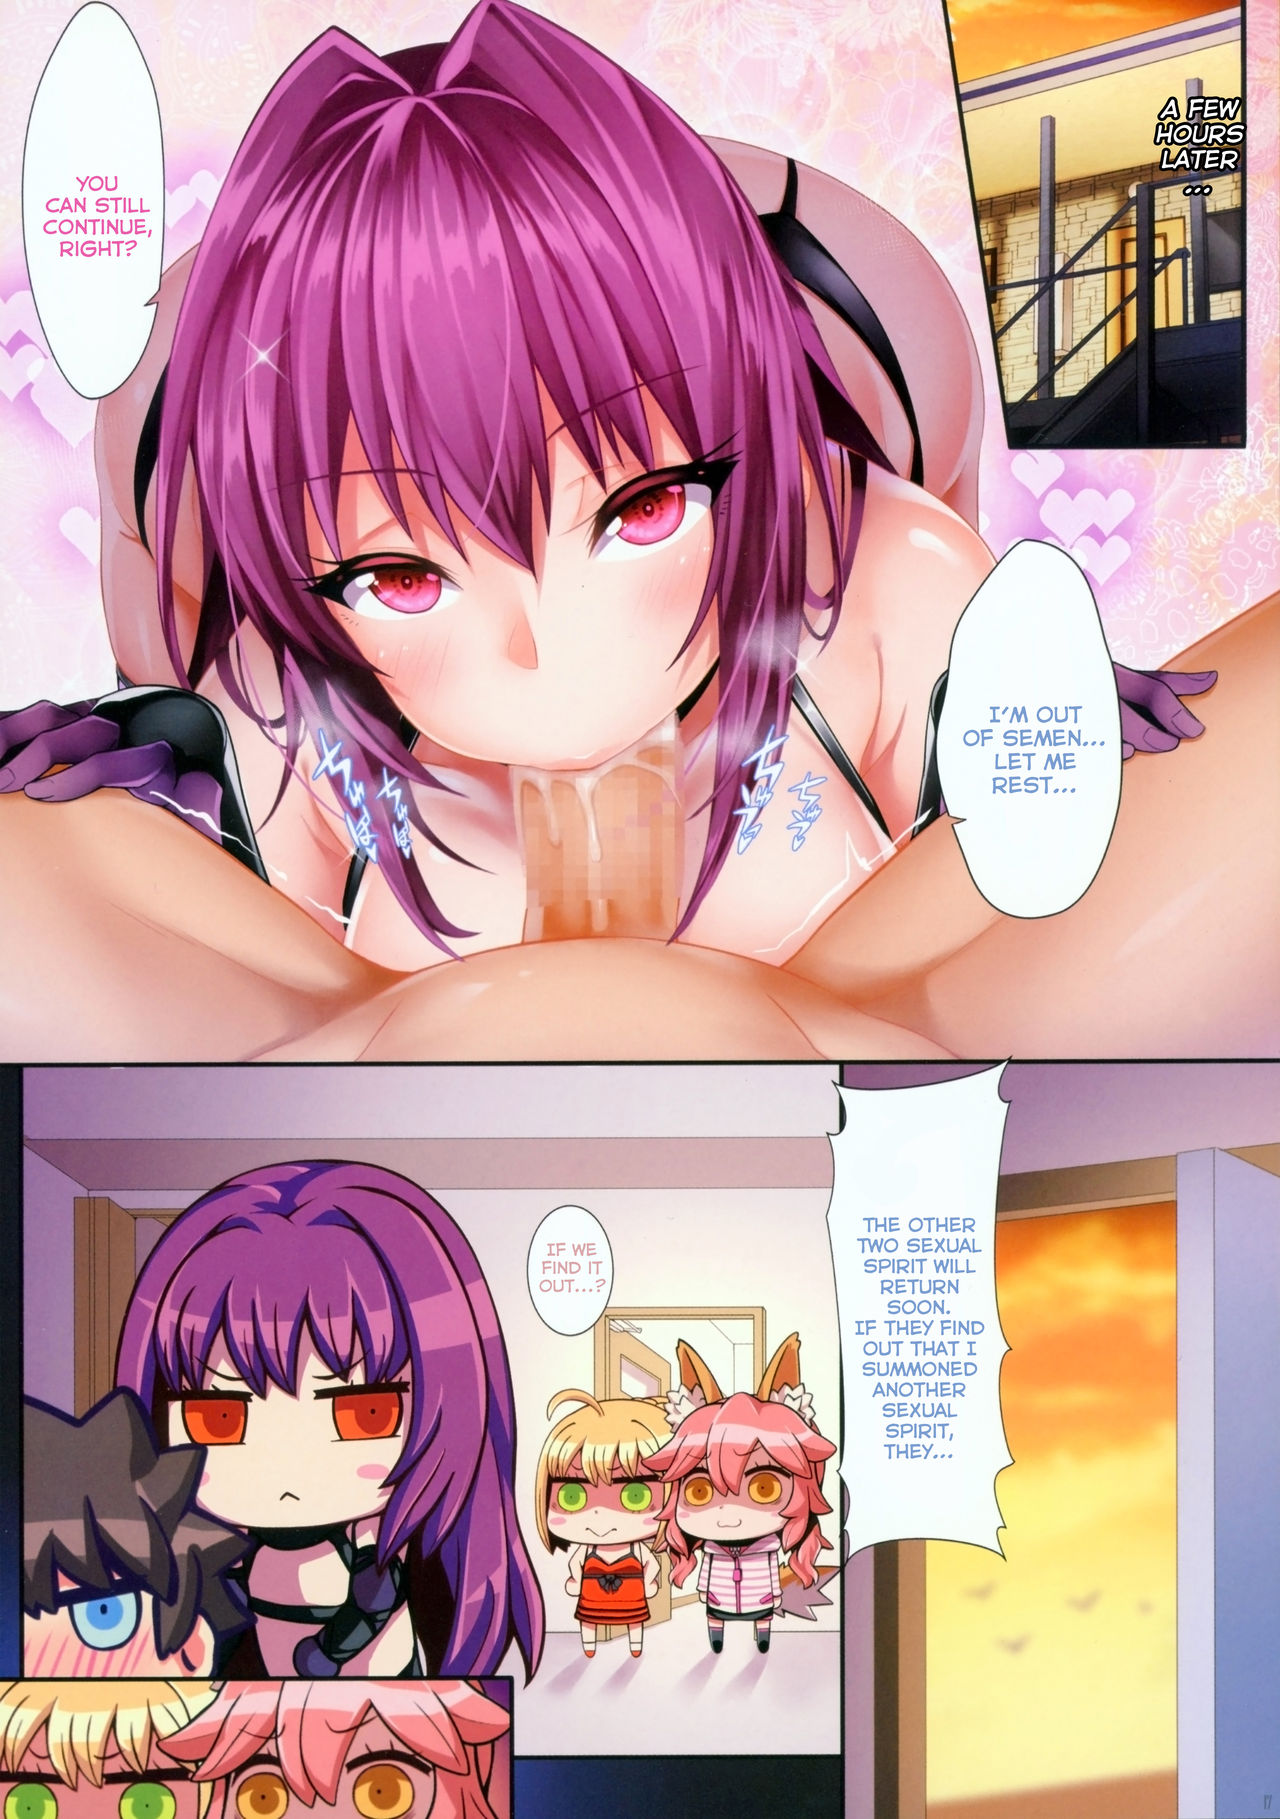 A FEW
HOURS
LATER
...
YOU
CAN STILL
CONTINUE,
RIGHT?
I'M OUT
OF SEMEN...
LET ME
REST...
THE OTHER
TWO SEXUAL
SPIRIT WILL
RETURN
SOON.
IF THEY FIND
OUT THAT I
SUMMONED
ANOTHER
SEXUAL
SPIRIT,
THEY...
IF WE
FIND IT
OUT...?
17